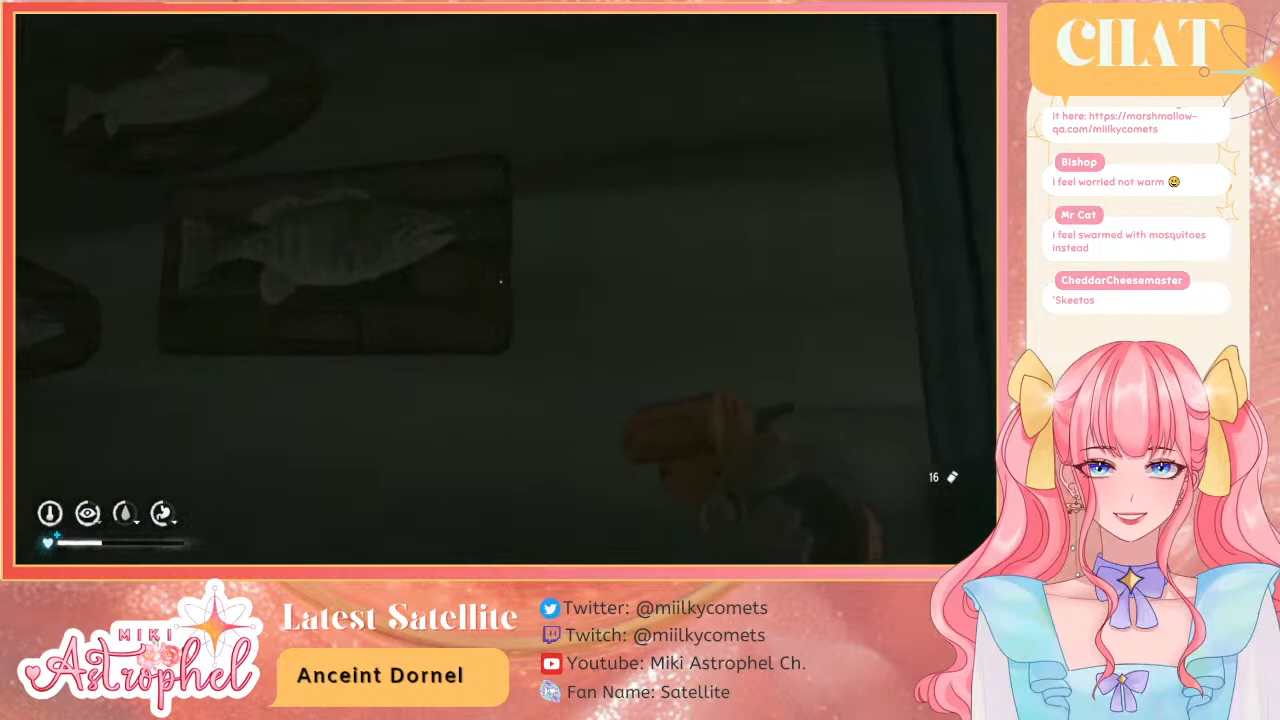 CHAT
it here: https://marshmallow-
qa.com/miilkycomets
Bishop
I feel worried not warm
Mr Cat
I feel swarmed with mosquitoes
instead
CheddarCheesemaster
'Skeetos
16
MIKI
Astrophel
Latest Satellite
Anceint Dornel
Twitter: @miilkycomets
Twitch: @miilkycomets
Youtube: Miki Astrophel Ch.
Fan Name: Satellite